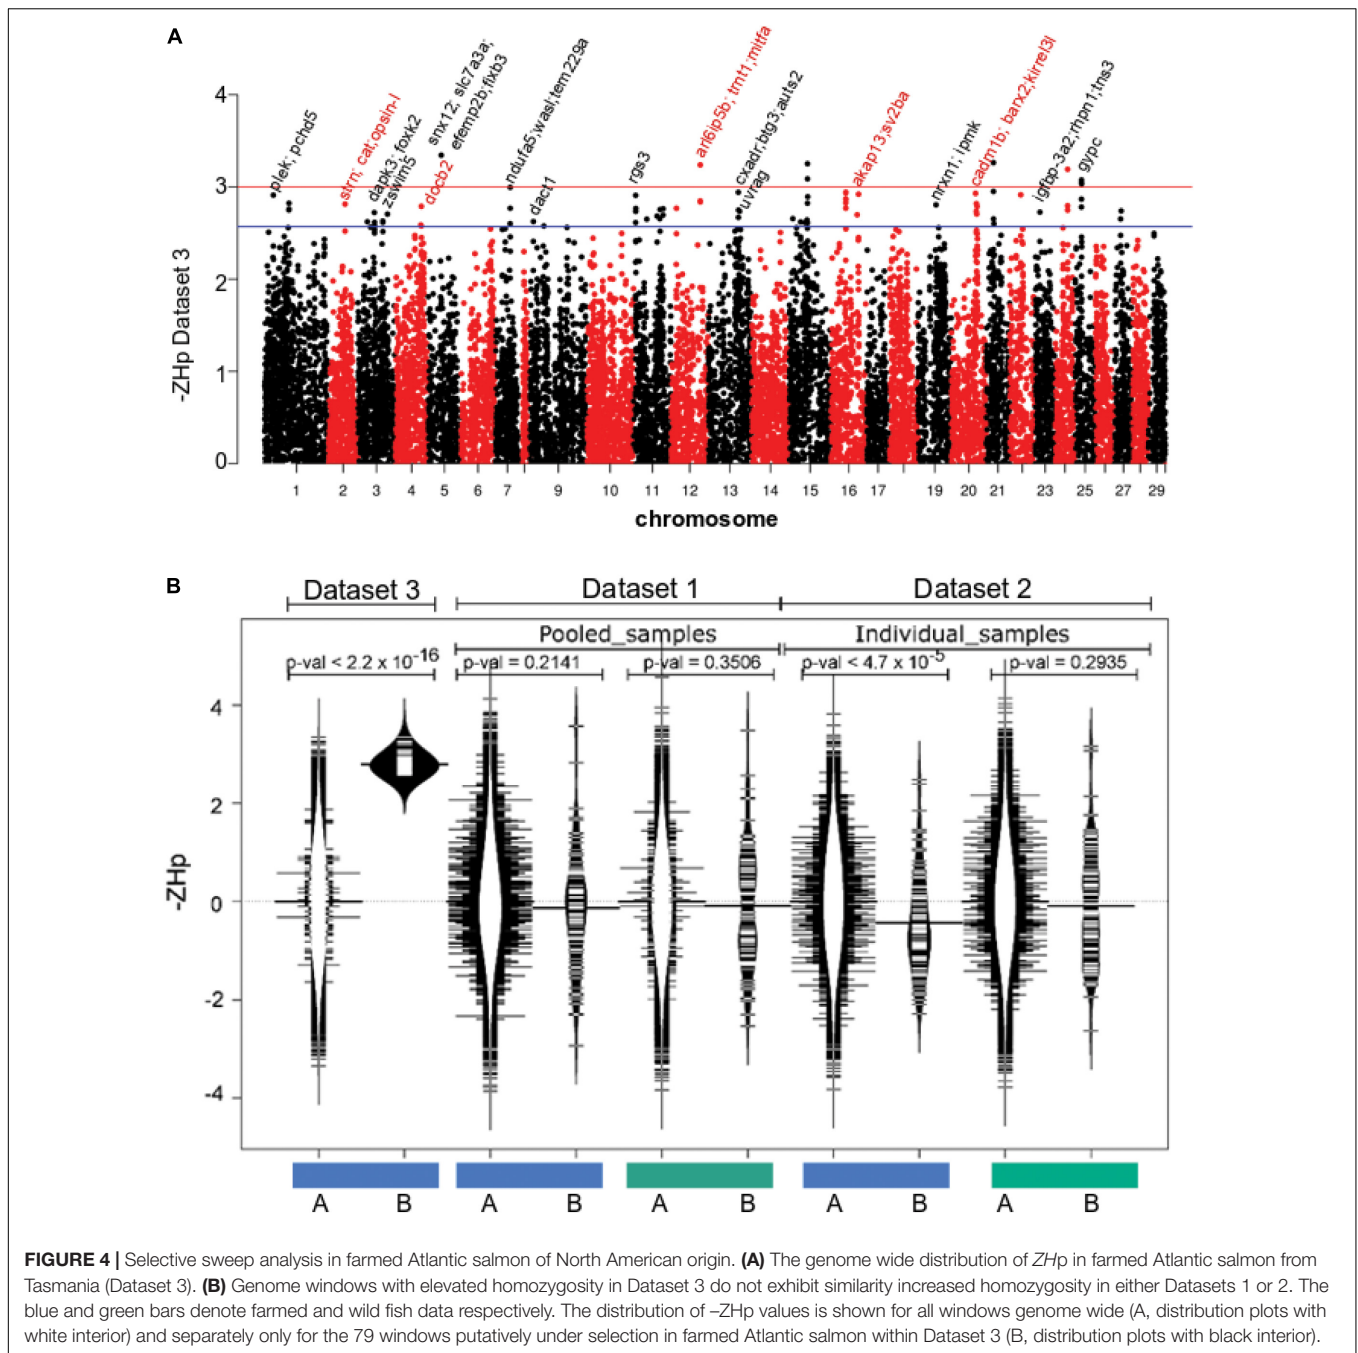 A
plek; pchd5
strn; cat;opsin-l
dapk3; foxk2
zswim5
snx12; slc7a3a;
efemp2b;fixb3
docb2
ndufa5;wasl;tem229a
dact1
rgs3
arl6ip5b; trnt1;mitfa
cxadr;btg3;auts2
uvrag
akap13;sv2ba
nrxn1; ipmk
cadm1b; barx2;kirrel3l
igfbp-3a2;rhpn1;tns3
gypc
4
3
2
1
0
-ZHp Dataset 3
1 2 3 4 5 6 7 9 10 11 12 13 14 15 16 17 19 20 21 23 25 27 29
chromosome
B
Dataset 3 Dataset 1 Dataset 2
Pooled_samples Individual_samples
p-val < 2.2 x 10-16 p-val = 0.2141 p-val = 0.3506 p-val < 4.7 x 10-5 p-val = 0.2935
4
2
0
-2
-4
-ZHp
A B A B A B A B A B
FIGURE 4 | Selective sweep analysis in farmed Atlantic salmon of North American origin. (A) The genome wide distribution of ZHp in farmed Atlantic salmon from
Tasmania (Dataset 3). (B) Genome windows with elevated homozygosity in Dataset 3 do not exhibit similarity increased homozygosity in either Datasets 1 or 2. The
blue and green bars denote farmed and wild fish data respectively. The distribution of –ZHp values is shown for all windows genome wide (A, distribution plots with
white interior) and separately only for the 79 windows putatively under selection in farmed Atlantic salmon within Dataset 3 (B, distribution plots with black interior).